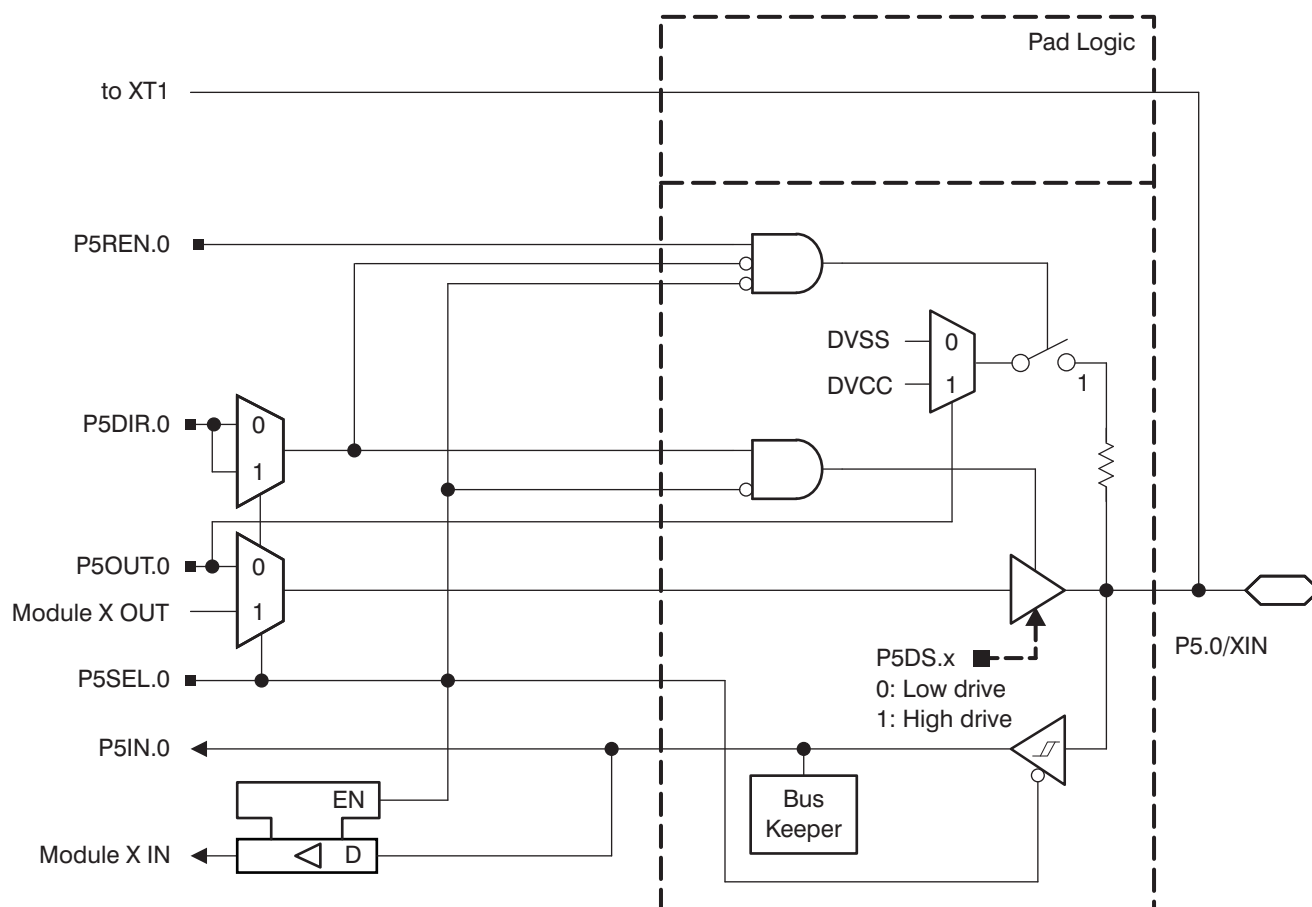 Pad Logic
to XT1
P5REN.0
DVSS
0
DVCC
1
1
P5DIR.0
0
1
P5OUT.0
0
Module X OUT
1
P5DS.x
0: Low drive
1: High drive
P5.0/XIN
P5SEL.0
P5IN.0
Bus
Keeper
EN
Module X IN
D